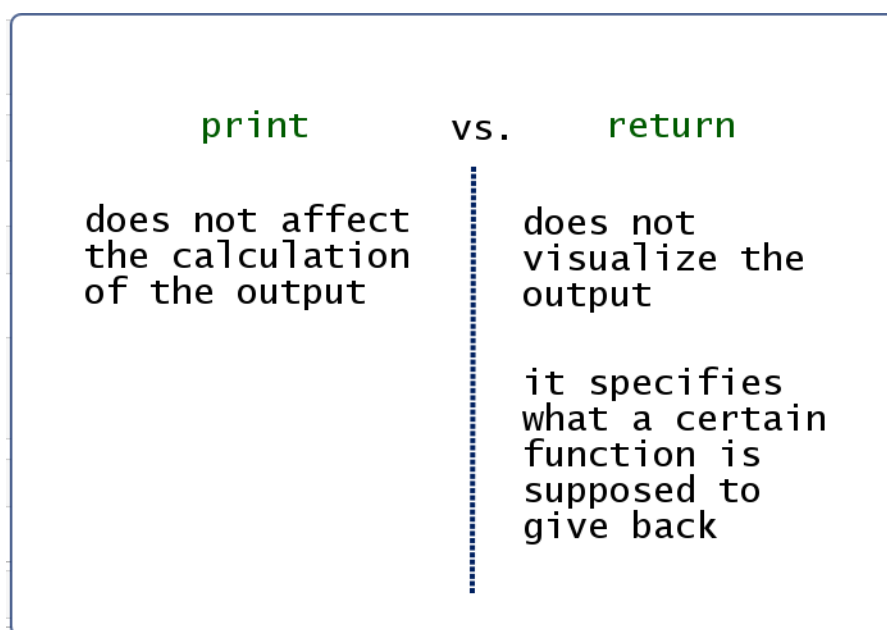 print vs. return
does not affect
the calculation
of the output
does not
visualize the
output
it specifies
what a certain
function is
supposed to
give back